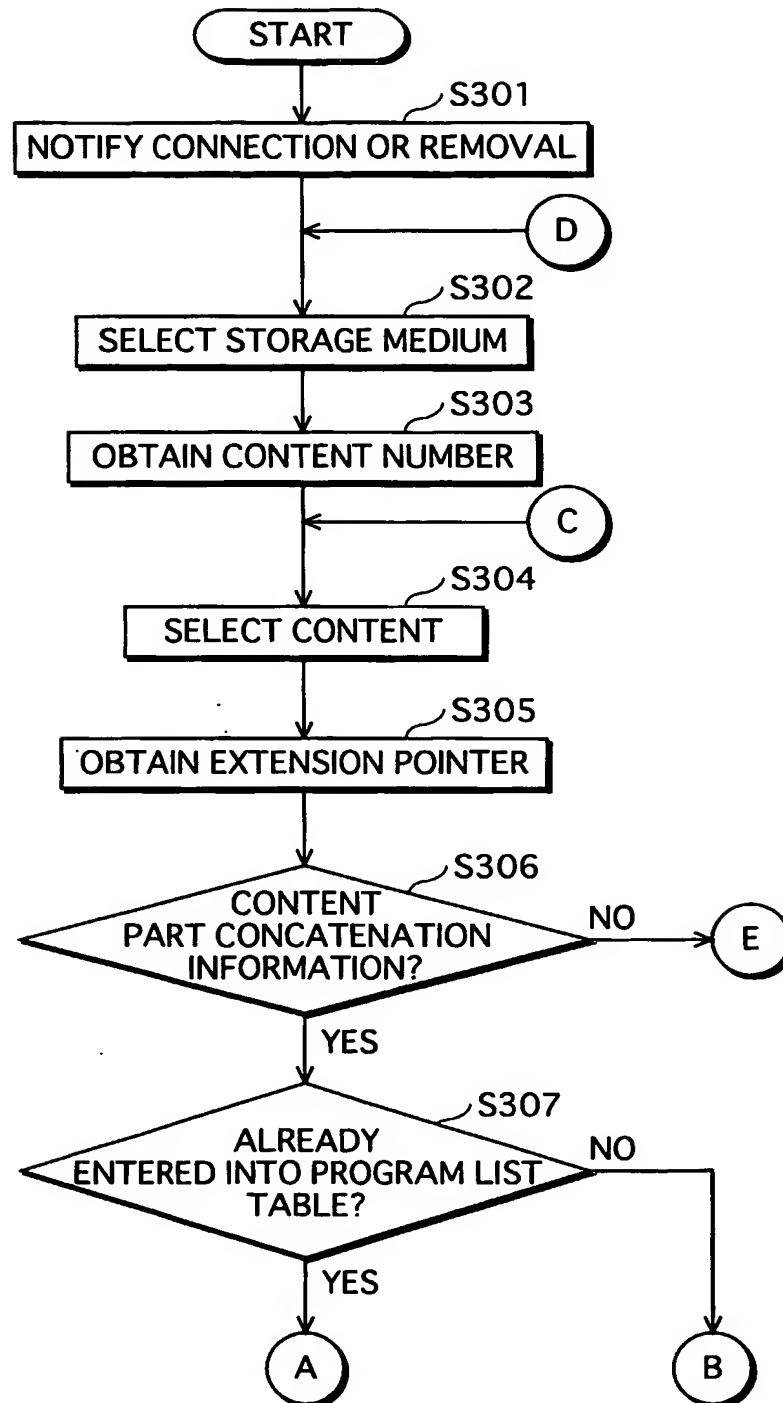 START
S301
NOTIFY CONNECTION OR REMOVAL
D
S302
SELECT STORAGE MEDIUM
S303
OBTAIN CONTENT NUMBER
C
S304
SELECT CONTENT
S305
OBTAIN EXTENSION POINTER
S306
CONTENT
PART CONCATENATION
INFORMATION?
NO
E
YES
S307
ALREADY
ENTERED INTO PROGRAM LIST
TABLE?
NO
YES
A
B